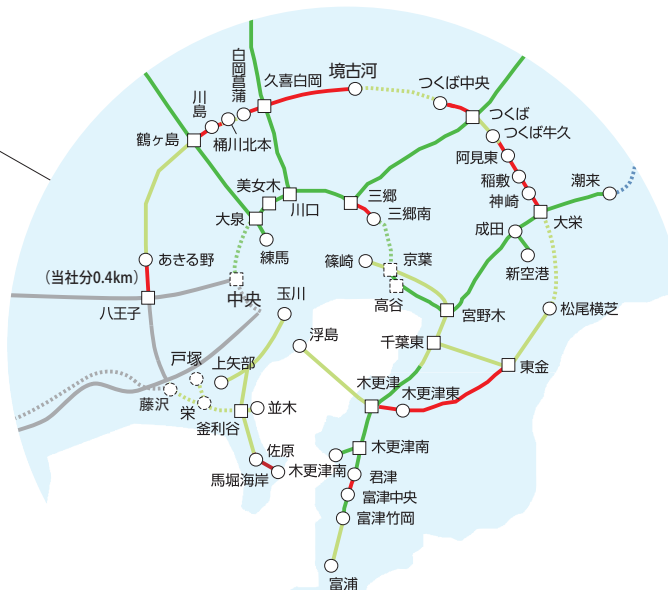 白岡菖蒲
久喜白岡
境古河
つくば中央
川島
つくば
鶴ヶ島
桶川北本
つくば牛久
阿見東
稲敷
神崎
潮来
美女木
川口
三郷
大泉
三郷南
大栄
成田
練馬
あきる野
篠崎
京葉
新空港
(当社分0.4km)
中央
高谷
八王子
玉川
宮野木
松尾横芝
浮島
千葉東
戸塚
上矢部
東金
木更津
木更津東
藤沢
栄
並木
釜利谷
佐原
木更津南
馬堀海岸
木更津南
君津
富津中央
富津竹岡
富浦